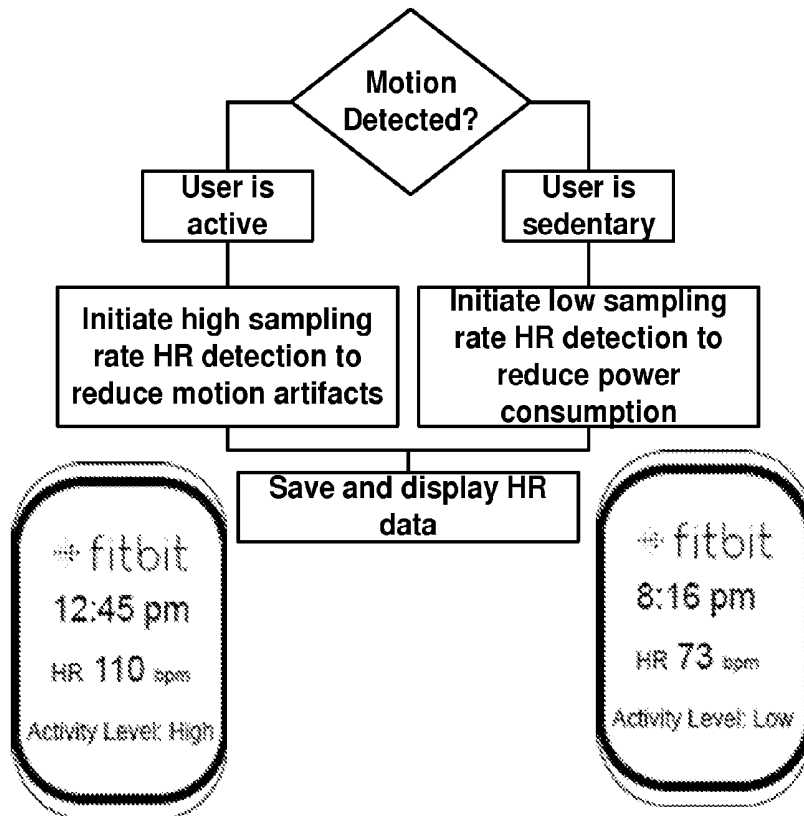 Motion
Detected?
User is
active
User is
sedentary
Initiate high sampling
rate HR detection to
reduce motion artifacts
Initiate low sampling
rate HR detection to
reduce power
consumption
Save and display HR
data
fitbit
12:45 pm
HR 110 bpm
Activity Level: High
fitbit
8:16 pm
HR 73 bpm
Activity Level: Low